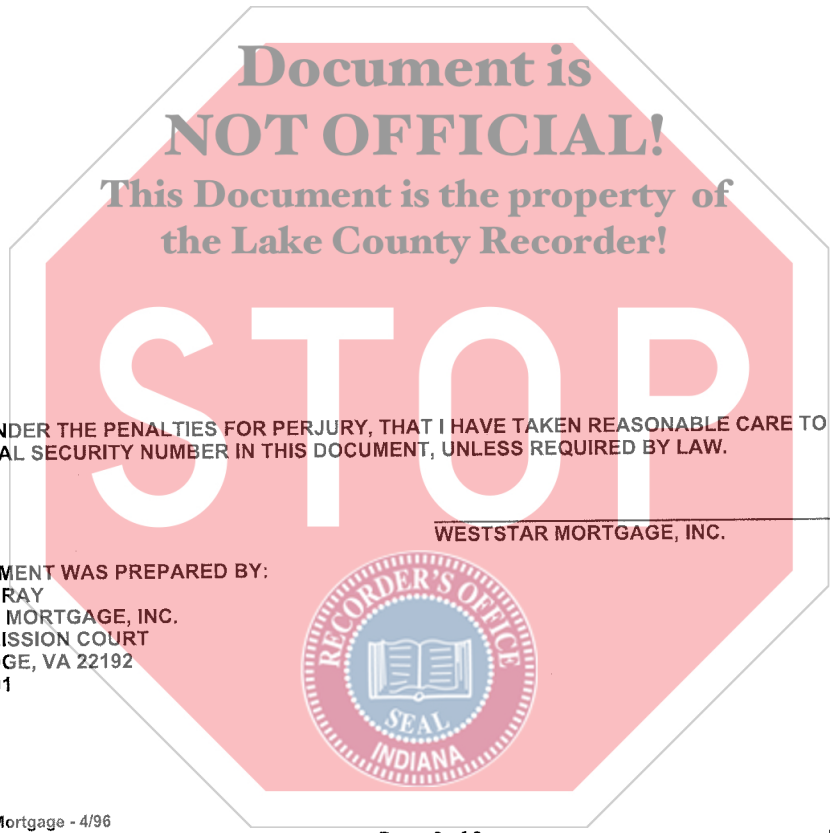 Document is
NOT OFFICIAL!
This Document is the property of
the Lake County Recorder!
STOP
NDER THE PENALTIES FOR PERJURY, THAT I HAVE TAKEN REASONABLE CARE TO
AL SECURITY NUMBER IN THIS DOCUMENT, UNLESS REQUIRED BY LAW.
WESTSTAR MORTGAGE, INC.
MENT WAS PREPARED BY:
RAY
MORTGAGE, INC.
ISSION COURT
GE, VA 22192
1
RECORDER'S OFFICE
SEAL
INDIANA
Mortgage - 4/96